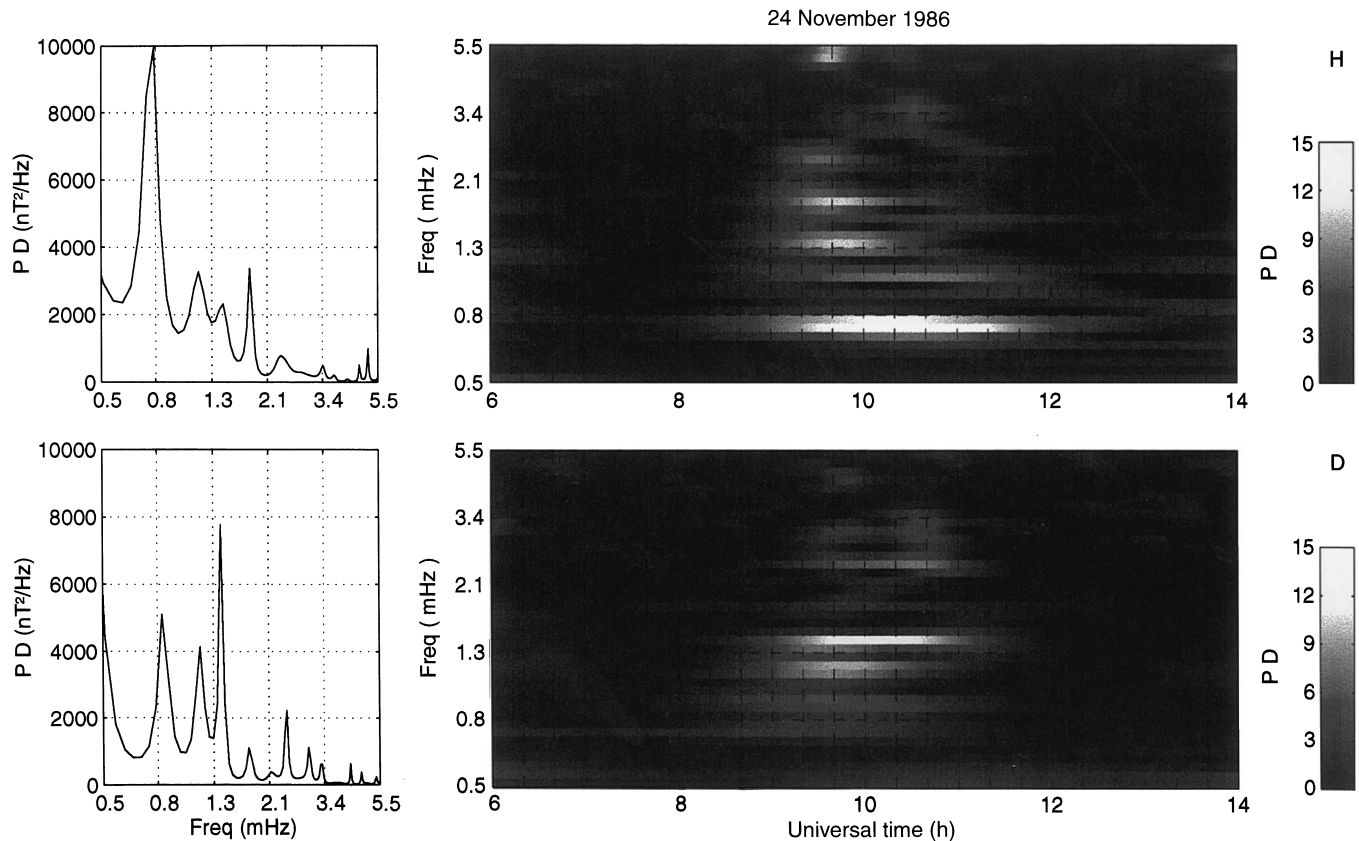 24 November 1986
10000
8000
6000
4000
2000
0
P D (nT²/Hz)
0.5 0.8 1.3 2.1 3.4 5.5
5.5
3.4
2.1
1.3
0.8
0.5
Freq ( mHz )
6 8 10 12 14
H
15
12
9
6
3
0
P D
10000
8000
6000
4000
2000
0
P D (nT²/Hz)
0.5 0.8 1.3 2.1 3.4 5.5
Freq (mHz)
5.5
3.4
2.1
1.3
0.8
0.5
Freq ( mHz )
6 8 10 12 14
Universal time (h)
D
15
12
9
6
3
0
P D